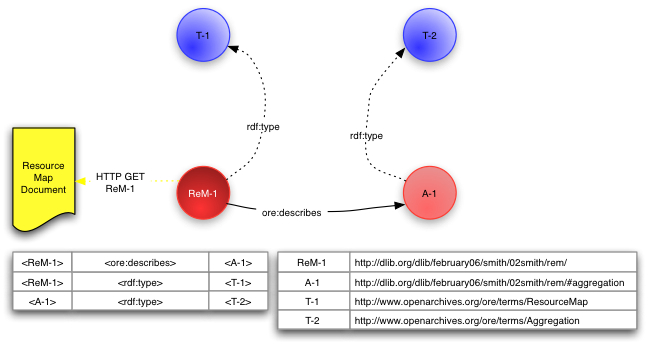 T-1
T-2
rdf:type
rdf:type
Resource
Map
Document
HTTP GET
ReM-1
ReM-1
A-1
ore:describes
<ReM-1> <ore:describes> <A-1>
<ReM-1> <rdf:type> <T-1>
<A-1> <rdf:type> <T-2>
ReM-1 http://dlib.org/dlib/february06/smith/02smith/rem/
A-1 http://dlib.org/dlib/february06/smith/02smith/rem/#aggregation
T-1 http://www.openarchives.org/ore/terms/ResourceMap
T-2 http://www.openarchives.org/ore/terms/Aggregation